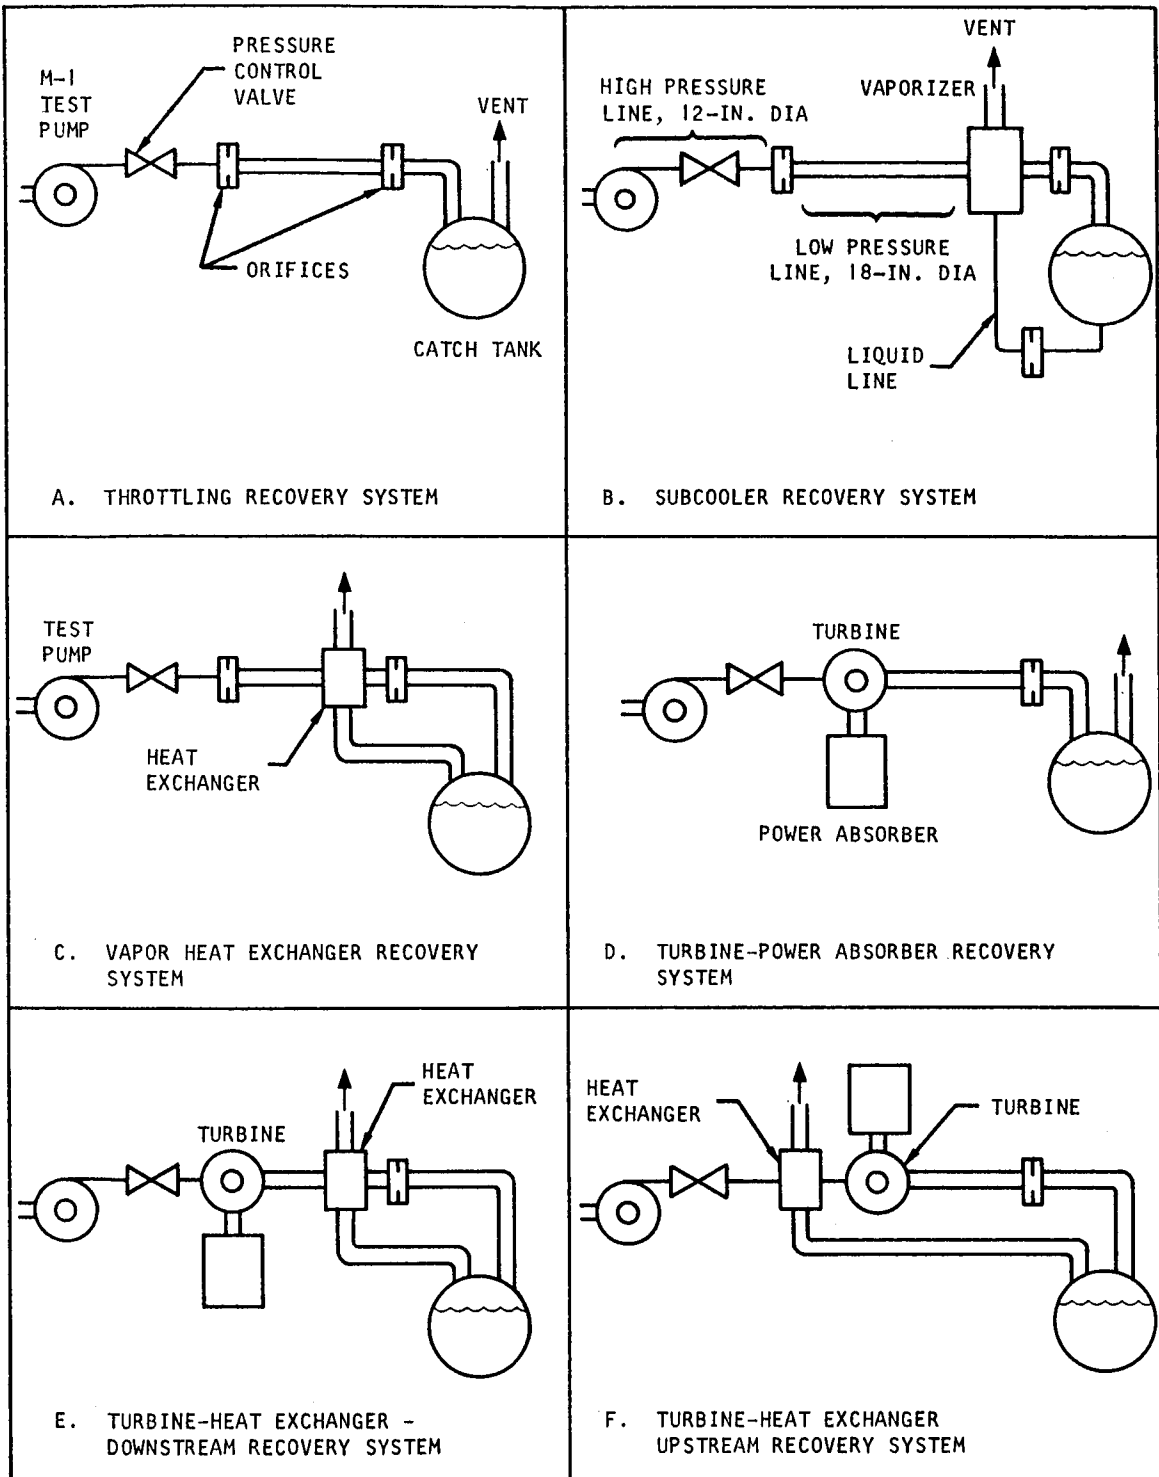 M-1
TEST
PUMP
PRESSURE
CONTROL
VALVE
VENT
ORIFICES
CATCH TANK
A. THROTTLING RECOVERY SYSTEM
VENT
HIGH PRESSURE
LINE, 12-IN. DIA
VAPORIZER
LOW PRESSURE
LINE, 18-IN. DIA
LIQUID
LINE
B. SUBCOOLER RECOVERY SYSTEM
TEST
PUMP
HEAT
EXCHANGER
C. VAPOR HEAT EXCHANGER RECOVERY
SYSTEM
TURBINE
POWER ABSORBER
D. TURBINE-POWER ABSORBER RECOVERY
SYSTEM
HEAT
EXCHANGER
TURBINE
E. TURBINE-HEAT EXCHANGER -
DOWNSTREAM RECOVERY SYSTEM
HEAT
EXCHANGER
TURBINE
F. TURBINE-HEAT EXCHANGER
UPSTREAM RECOVERY SYSTEM